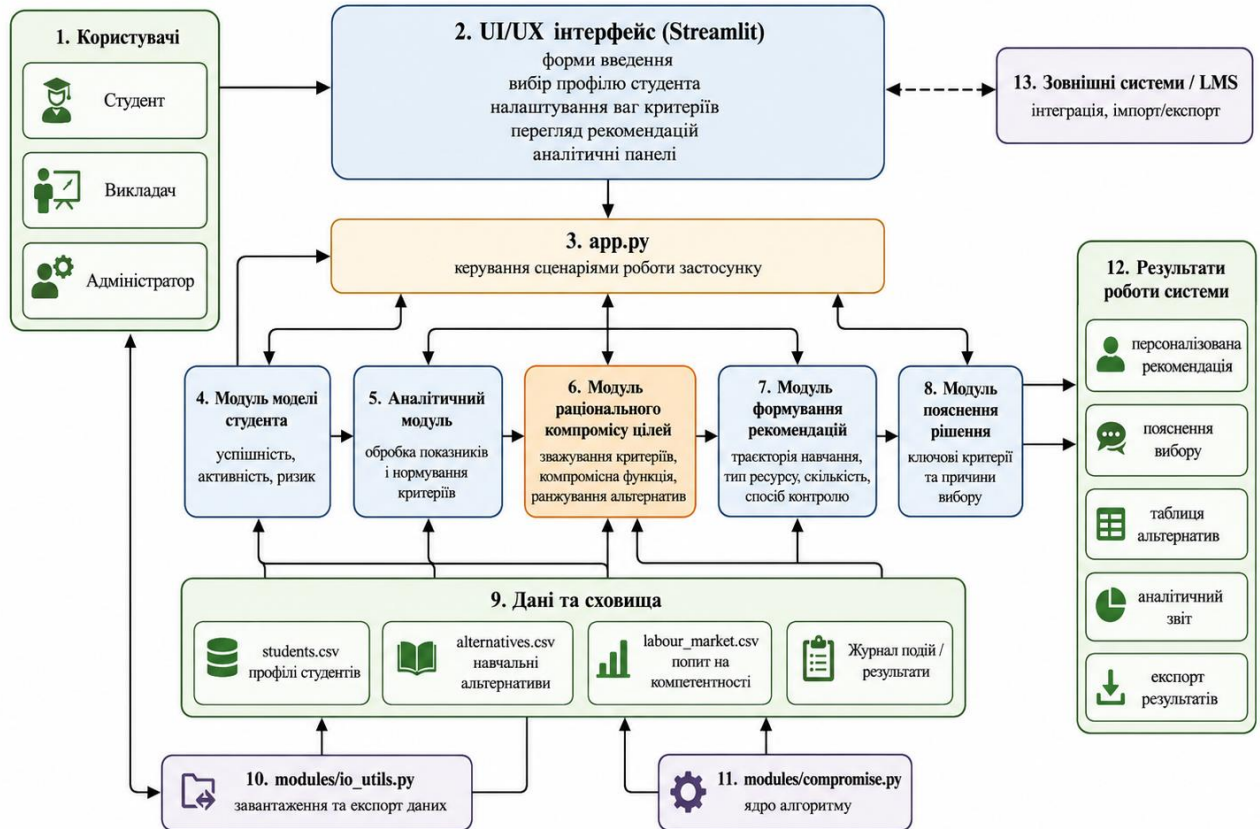 1. Користувачі
Студент
Викладач
Адміністратор
2. UI/UX інтерфейс (Streamlit)
форми введення
вибір профілю студента
налаштування ваг критеріїв
перегляд рекомендацій
аналітичні панелі
13. Зовнішні системи / LMS
інтеграція, імпорт/експорт
3. app.py
керування сценаріями роботи застосунку
4. Модуль моделі
студента
успішність,
активність, ризик
5. Аналітичний
модуль
обробка показників
і нормування
критеріїв
6. Модуль
раціонального
компромісу цілей
зважування критеріїв,
компромісна функція,
ранжування альтернатив
7. Модуль
формування
рекомендацій
траєкторія навчання,
тип ресурсу, скількість,
спосіб контролю
8. Модуль
пояснення
рішення
ключові критерії
та причини
вибору
12. Результати
роботи системи
персоналізована
рекомендація
пояснення
вибору
таблиця
альтернатив
аналітичний
звіт
експорт
результатів
9. Дані та сховища
students.csv
профілі студентів
alternatives.csv
навчальні
альтернативи
labour_market.csv
попит на
компетентності
Журнал подій /
результати
10. modules/io_utils.py
завантаження та експорт даних
11. modules/compromise.py
ядро алгоритму